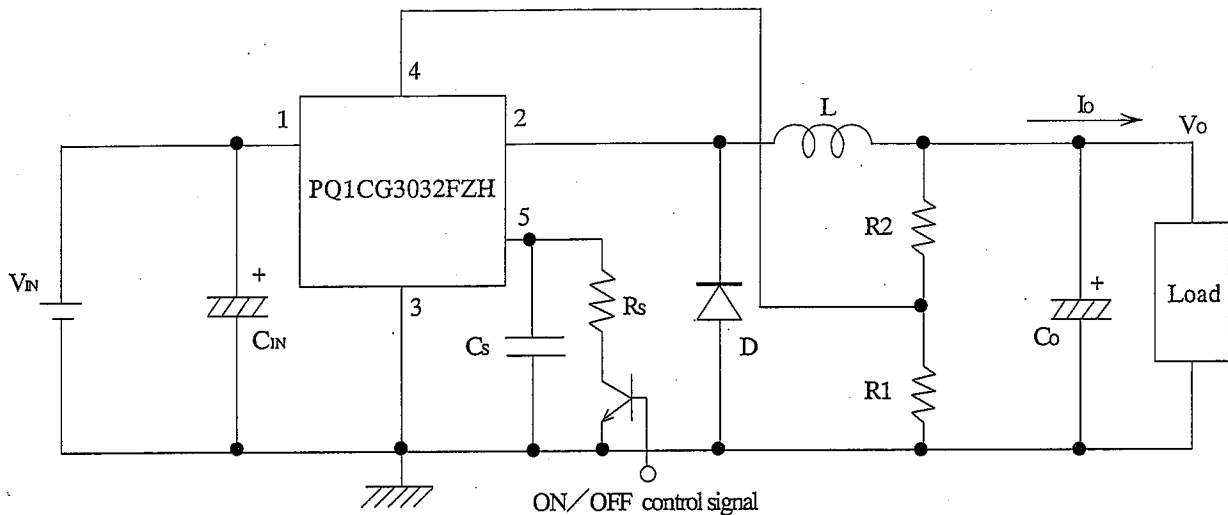 4
1
2
L
Io
Vo
PQ1CG3032FZH
R2
5
VIN
+
+
3
Rs
Load
CIN
Cs
D
Co
R1
ON/OFF control signal